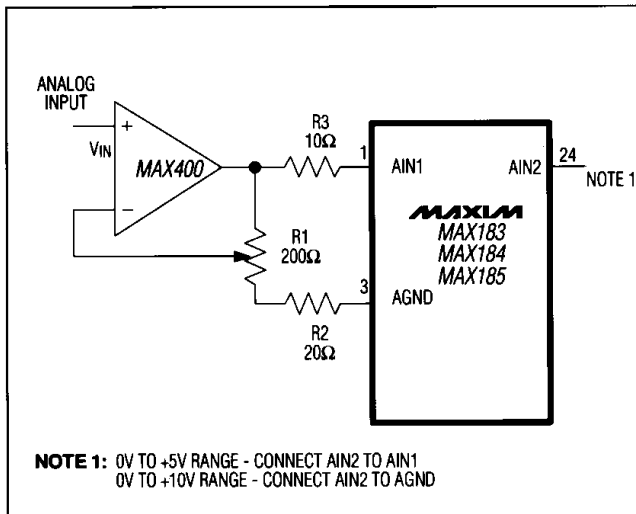 ANALOG
INPUT
VIN
+
−
MAX400
R3
10Ω
R1
200Ω
R2
20Ω
1
AIN1
AIN2
24
NOTE 1
MAXIM
MAX183
MAX184
MAX185
3
AGND
NOTE 1: 0V TO +5V RANGE - CONNECT AIN2 TO AIN1
0V TO +10V RANGE - CONNECT AIN2 TO AGND